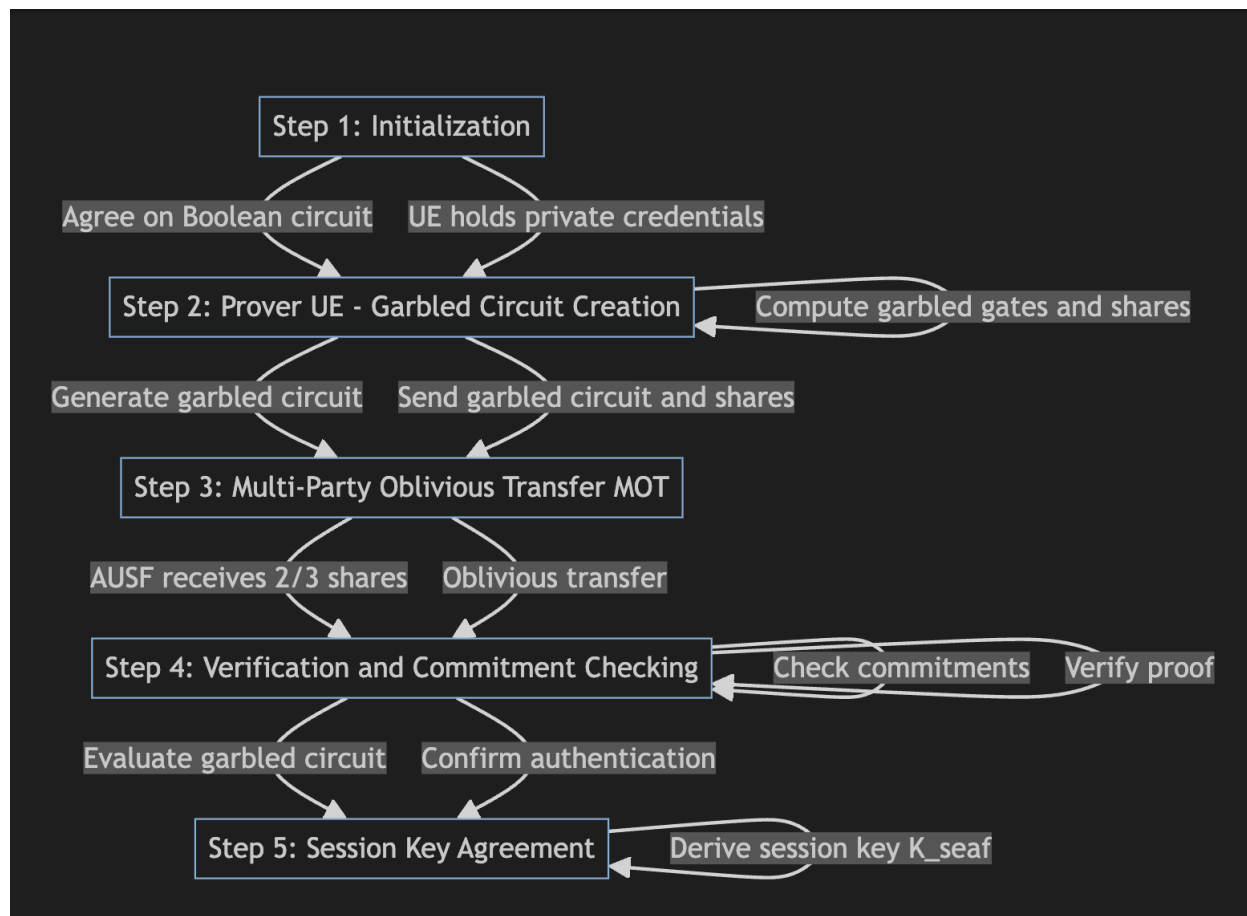 Step 1: Initialization
Agree on Boolean circuit
UE holds private credentials
Step 2: Prover UE - Garbled Circuit Creation
Compute garbled gates and shares
Generate garbled circuit
Send garbled circuit and shares
Step 3: Multi-Party Oblivious Transfer MOT
AUSF receives 2/3 shares
Oblivious transfer
Step 4: Verification and Commitment Checking
Check commitments
Verify proof
Evaluate garbled circuit
Confirm authentication
Step 5: Session Key Agreement
Derive session key K_seaf